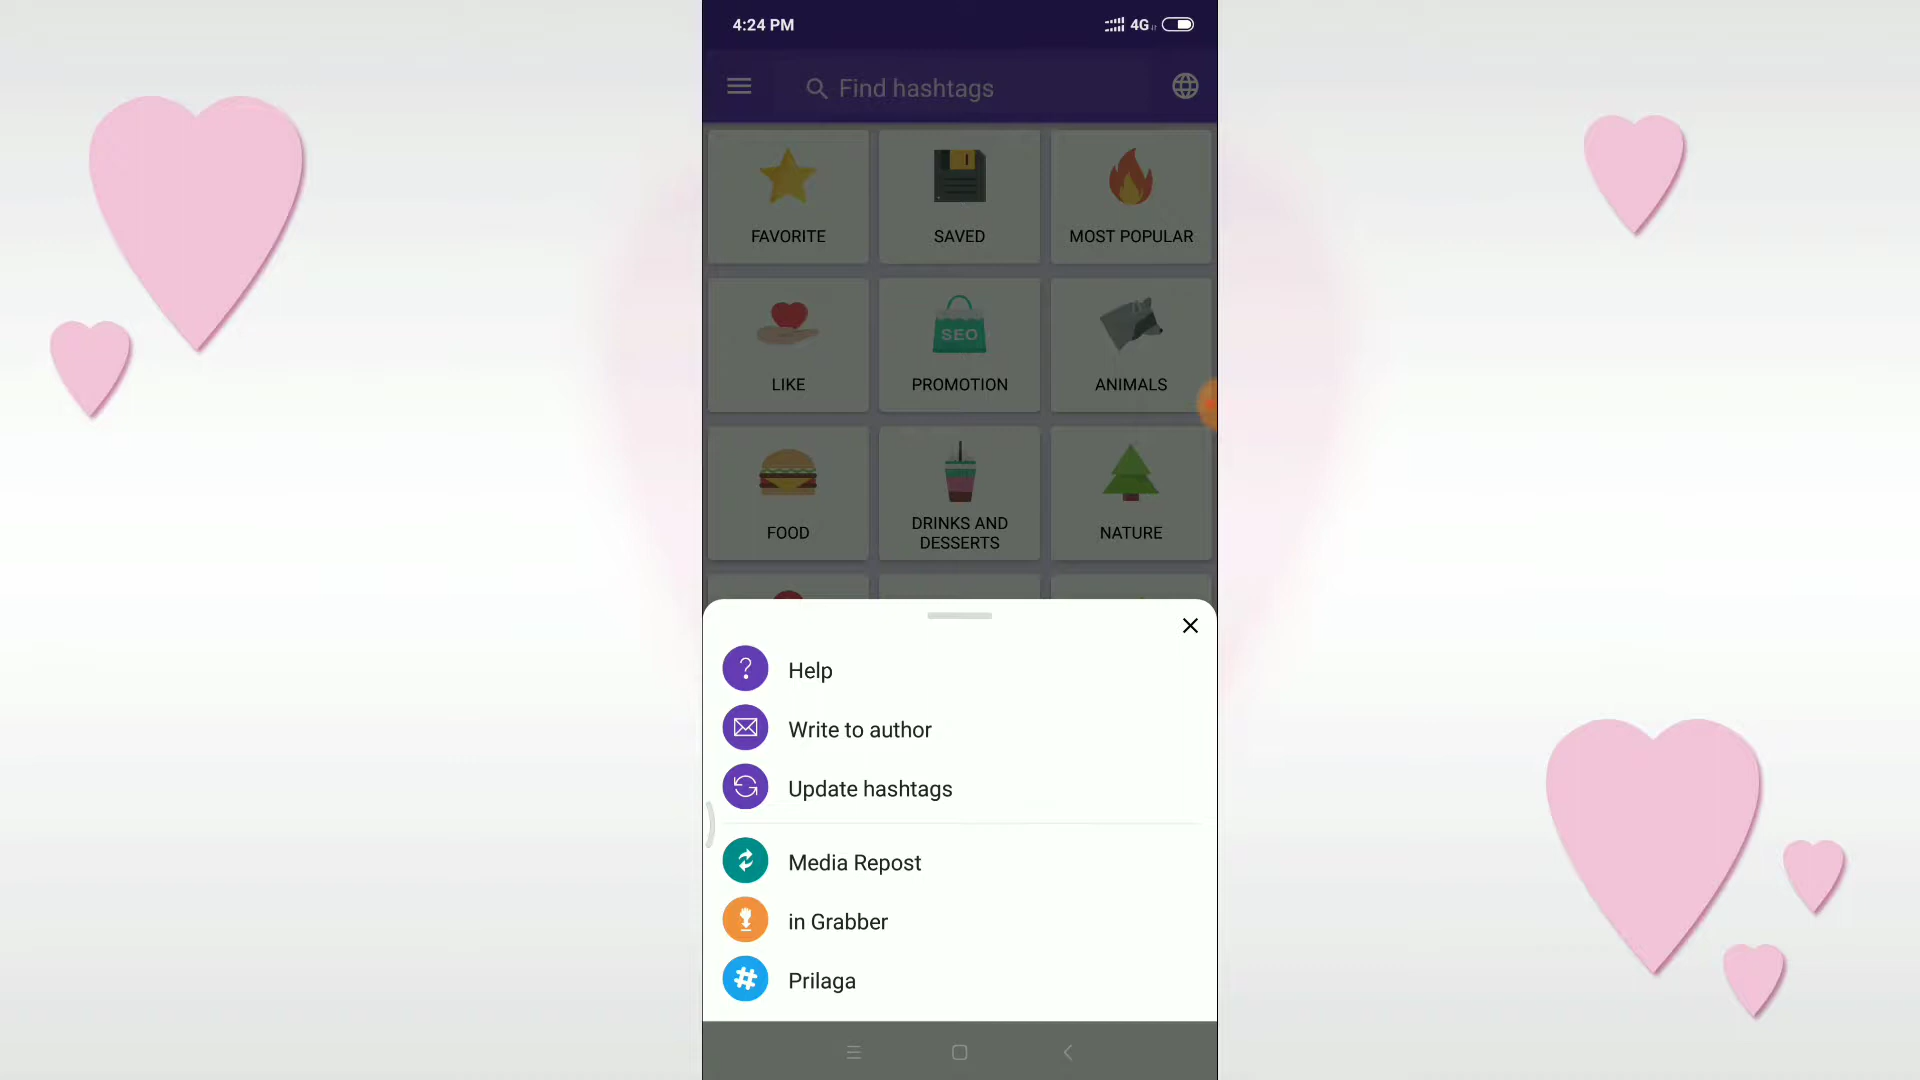 4:24 PM
4G
Find hashtags
FAVORITE
SAVED
MOST POPULAR
LIKE
SEO
PROMOTION
ANIMALS
FOOD
DRINKS AND
DESSERTS
NATURE
Help
Write to author
Update hashtags
Media Repost
in Grabber
Prilaga